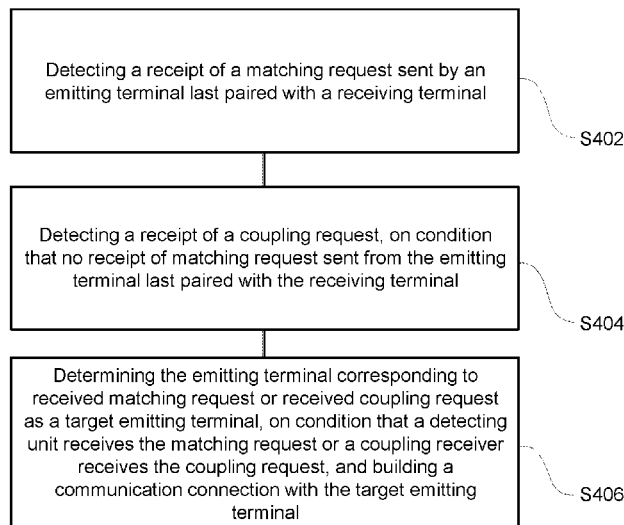 Detecting a receipt of a matching request sent by an
emitting terminal last paired with a receiving terminal
S402
Detecting a receipt of a coupling request, on condition
that no receipt of matching request sent from the emitting
terminal last paired with the receiving terminal
S404
Determining the emitting terminal corresponding to
received matching request or received coupling request
as a target emitting terminal, on condition that a detecting
unit receives the matching request or a coupling receiver
receives the coupling request, and building a
communication connection with the target emitting
terminal
S406